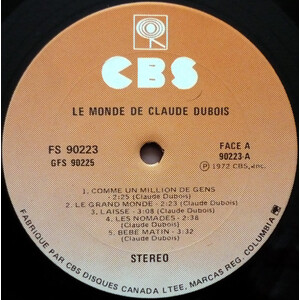 CBS
LE MONDE DE CLAUDE DUBOIS
FS 90223
GFS 90225
FACE A
90223-A
℗ 1972 CBS, Inc.
1. COMME UN MILLION DE GENS
- 2:25 (Claude Dubois)
2. LE GRAND MONDE - 2:23 (Claude Dubois)
3. LAISSE - 3:08 (Claude Dubois)
4. LES NOMADES - 2:38
(Claude Dubois)
5. BEBE MATIN - 3:32
(Claude Dubois)
STEREO
FABRIQUE PAR CBS DISQUES CANADA LTEE, MARCAS REG. COLUMBIA